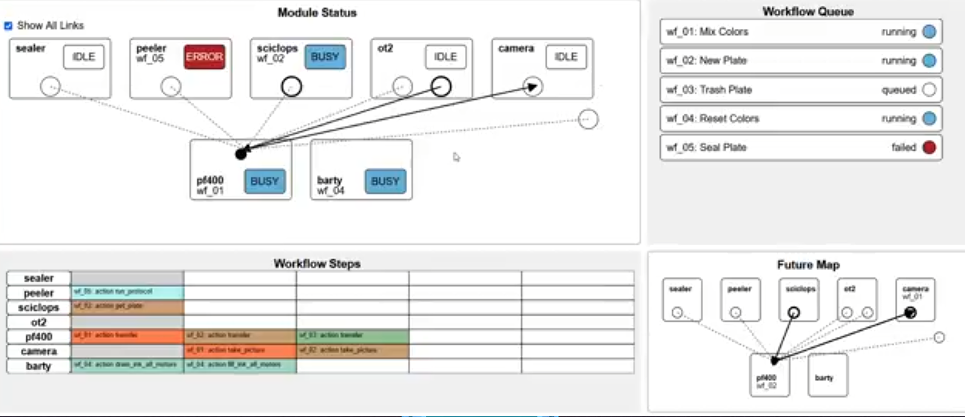 Module Status
Show All Links
sealer
IDLE
peeler
wf_05
ERROR
sciclops
wf_02
BUSY
ot2
IDLE
camera
IDLE
pf400
wf_01
BUSY
barty
wf_04
BUSY
Workflow Queue
wf_01: Mix Colors running
wf_02: New Plate running
wf_03: Trash Plate queued
wf_04: Reset Colors running
wf_05: Seal Plate failed
Workflow Steps
sealer
peeler wf_05: action run_protocol
sciclops wf_02: action get_plate
ot2
pf400 wf_01: action transfer wf_02: action transfer wf_03: action transfer
camera wf_01: action take_picture wf_02: action take_picture
barty wf_04: action drain_ink_all_motors wf_04: action fill_ink_all_motors
Future Map
sealer
peeler
sciclops
ot2
camera
wf_01
pf400
wf_02
barty